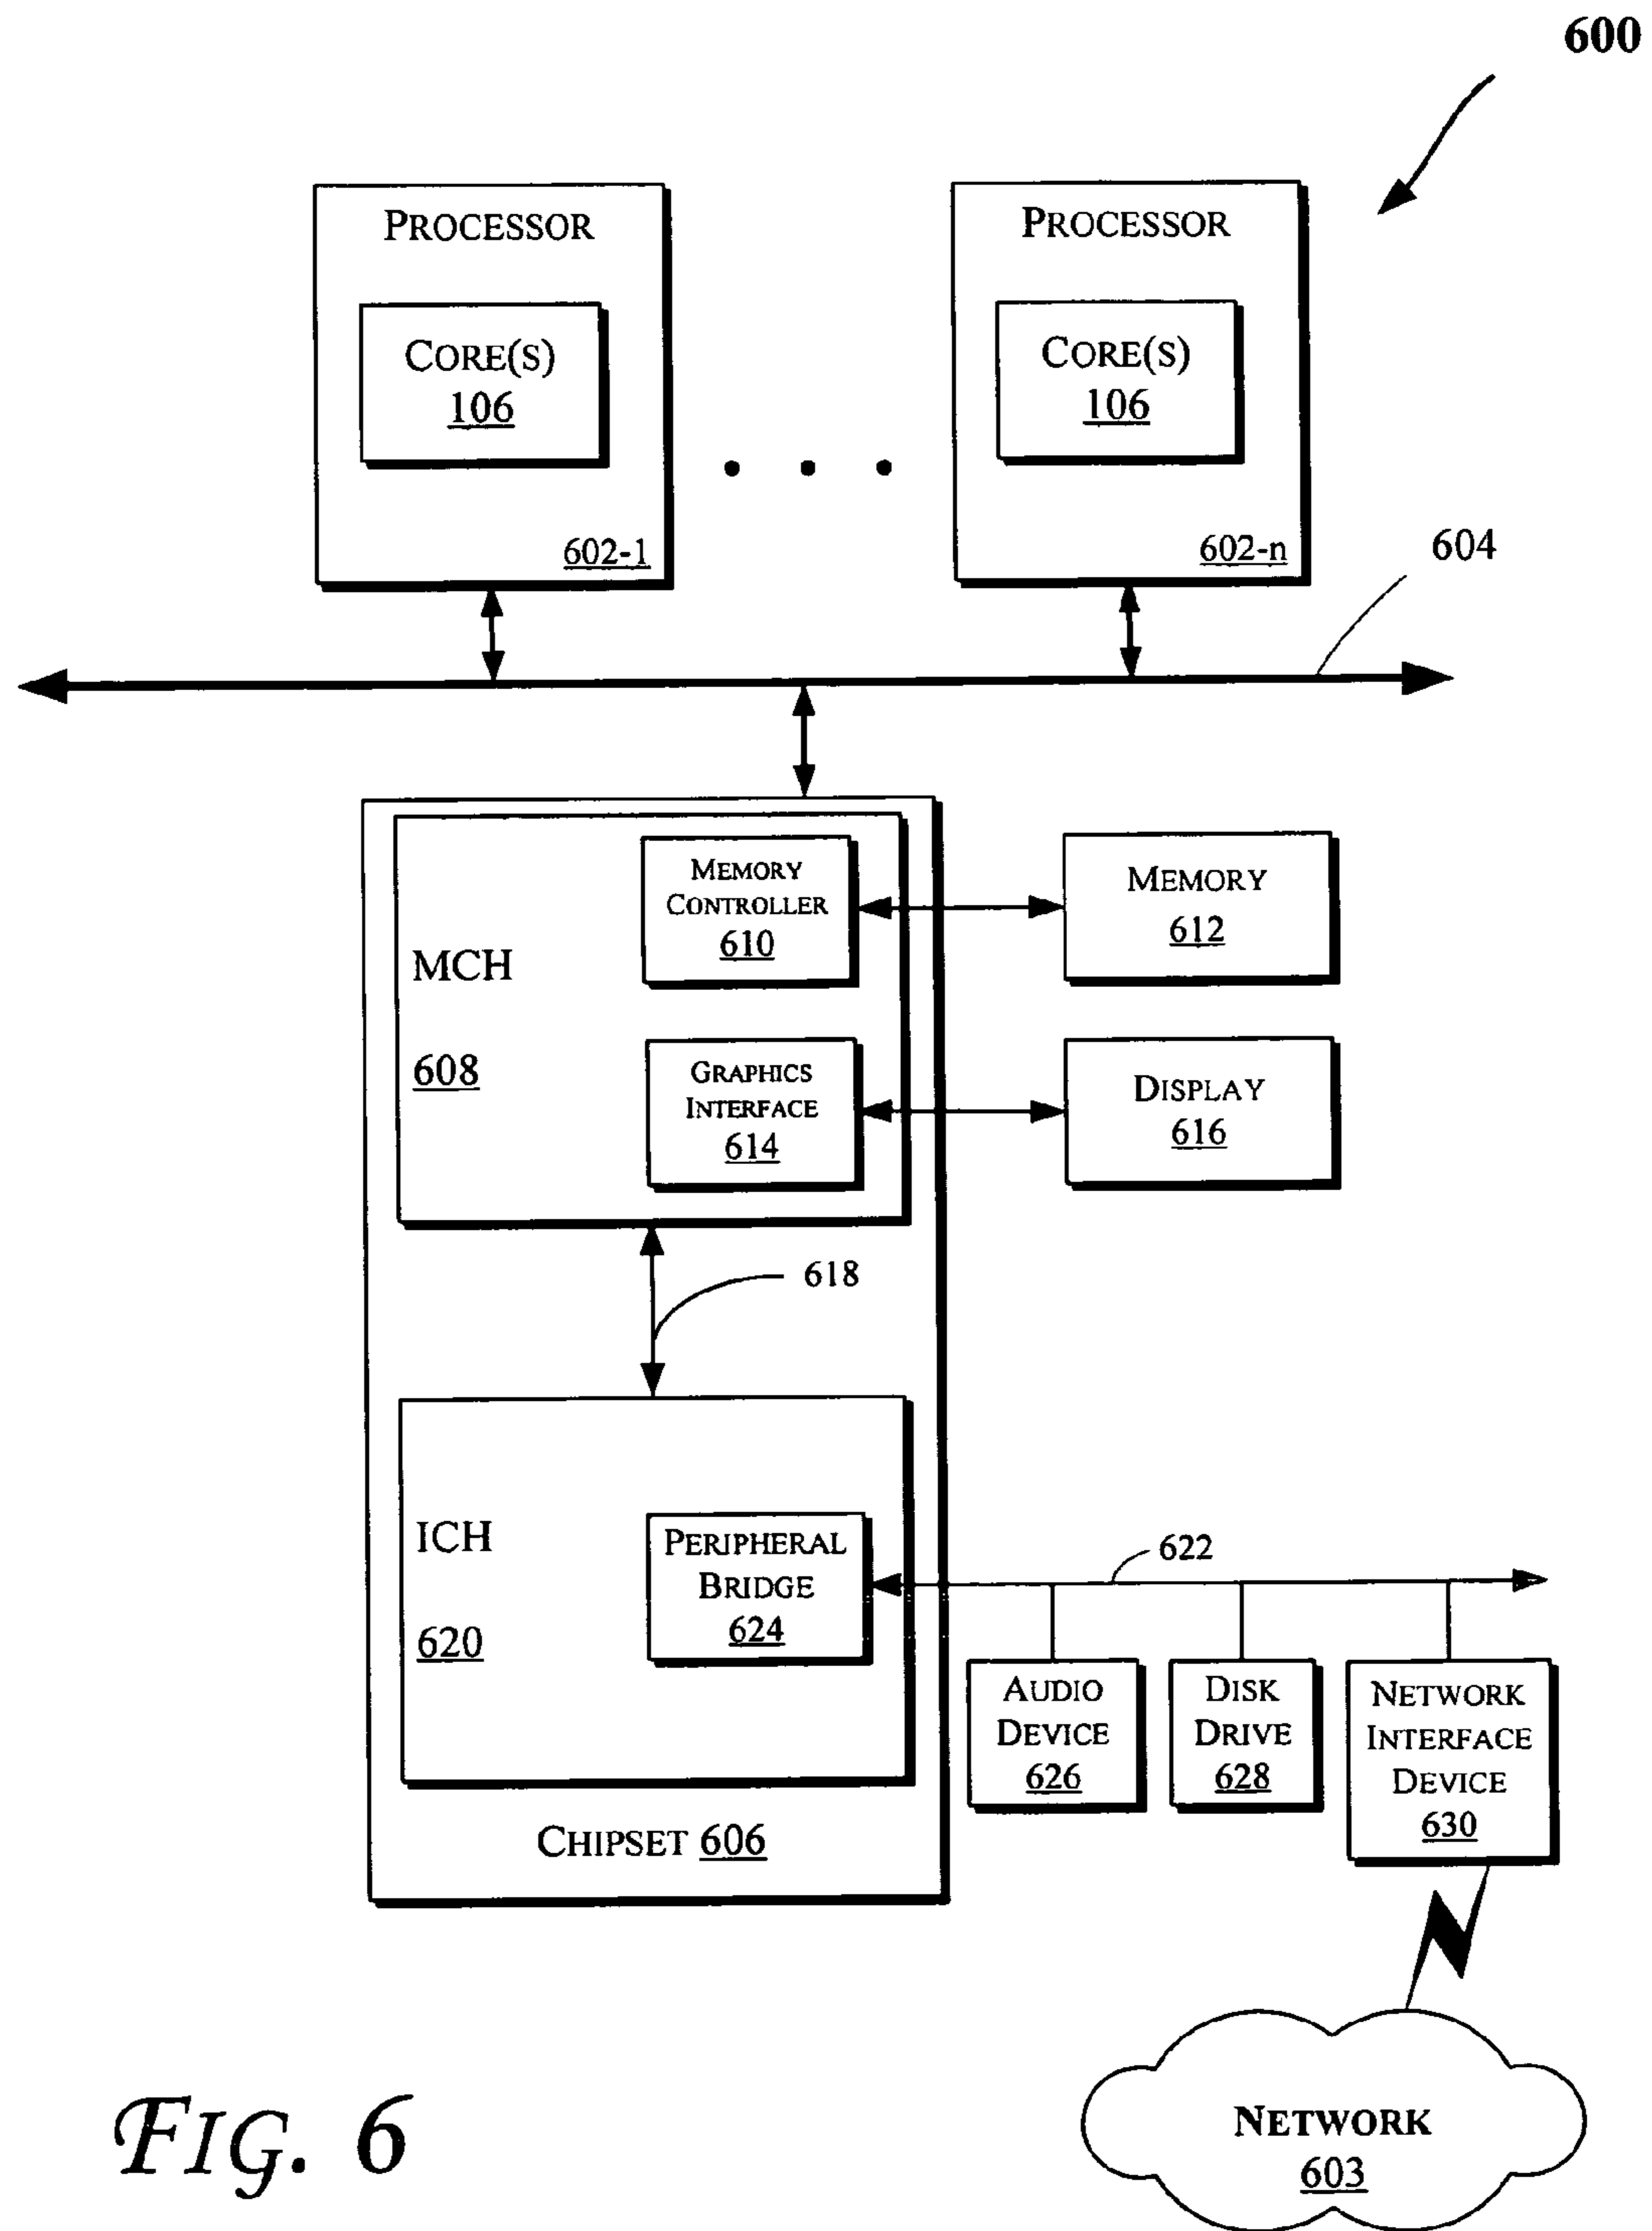 600
PROCESSOR
CORE(S)
106
602-1
PROCESSOR
CORE(S)
106
602-n
604
MCH
608
MEMORY
CONTROLLER
610
MEMORY
612
GRAPHICS
INTERFACE
614
DISPLAY
616
618
ICH
620
PERIPHERAL
BRIDGE
624
622
AUDIO
DEVICE
626
DISK
DRIVE
628
NETWORK
INTERFACE
DEVICE
630
CHIPSET 606
NETWORK
603
FIG. 6